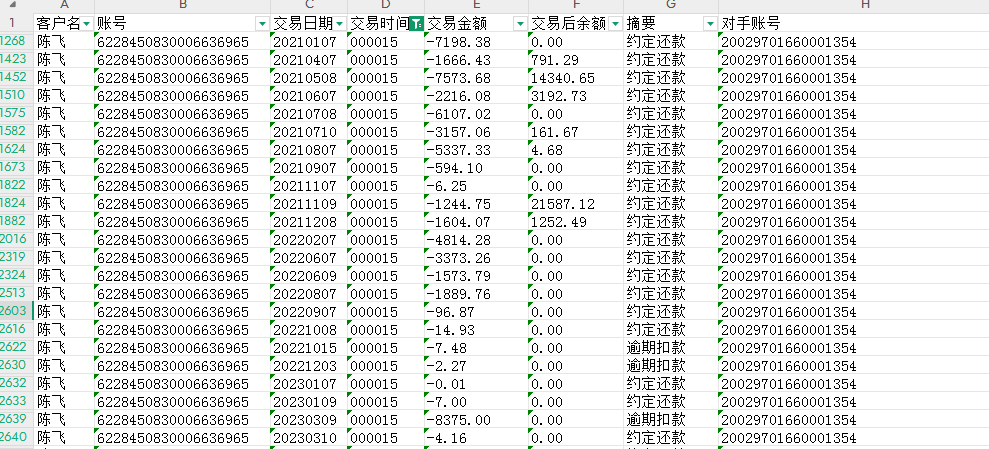 A B C D E F G H
1 客户名 账号 交易日期 交易时间 交易金额 交易后余额 摘要 对手账号
1268 陈飞 6228450830006636965 20210107 000015 -7198.38 0.00 约定还款 20029701660001354
1423 陈飞 6228450830006636965 20210407 000015 -1666.43 791.29 约定还款 20029701660001354
1452 陈飞 6228450830006636965 20210508 000015 -7573.68 14340.65 约定还款 20029701660001354
1510 陈飞 6228450830006636965 20210607 000015 -2216.08 3192.73 约定还款 20029701660001354
1575 陈飞 6228450830006636965 20210708 000015 -6107.02 0.00 约定还款 20029701660001354
1582 陈飞 6228450830006636965 20210710 000015 -3157.06 161.67 约定还款 20029701660001354
1624 陈飞 6228450830006636965 20210807 000015 -5337.33 4.68 约定还款 20029701660001354
1673 陈飞 6228450830006636965 20210907 000015 -594.10 0.00 约定还款 20029701660001354
1822 陈飞 6228450830006636965 20211107 000015 -6.25 0.00 约定还款 20029701660001354
1824 陈飞 6228450830006636965 20211109 000015 -1244.75 21587.12 约定还款 20029701660001354
1882 陈飞 6228450830006636965 20211208 000015 -1604.07 1252.49 约定还款 20029701660001354
2016 陈飞 6228450830006636965 20220207 000015 -4814.28 0.00 约定还款 20029701660001354
2319 陈飞 6228450830006636965 20220607 000015 -3373.26 0.00 约定还款 20029701660001354
2324 陈飞 6228450830006636965 20220609 000015 -1573.79 0.00 约定还款 20029701660001354
2513 陈飞 6228450830006636965 20220807 000015 -1889.76 0.00 约定还款 20029701660001354
2603 陈飞 6228450830006636965 20220907 000015 -96.87 0.00 约定还款 20029701660001354
2616 陈飞 6228450830006636965 20221008 000015 -14.93 0.00 约定还款 20029701660001354
2622 陈飞 6228450830006636965 20221015 000015 -7.48 0.00 逾期扣款 20029701660001354
2630 陈飞 6228450830006636965 20221203 000015 -2.27 0.00 逾期扣款 20029701660001354
2632 陈飞 6228450830006636965 20230107 000015 -0.01 0.00 约定还款 20029701660001354
2633 陈飞 6228450830006636965 20230109 000015 -7.00 0.00 约定还款 20029701660001354
2639 陈飞 6228450830006636965 20230309 000015 -8375.00 0.00 逾期扣款 20029701660001354
2640 陈飞 6228450830006636965 20230310 000015 -4.16 0.00 约定还款 20029701660001354